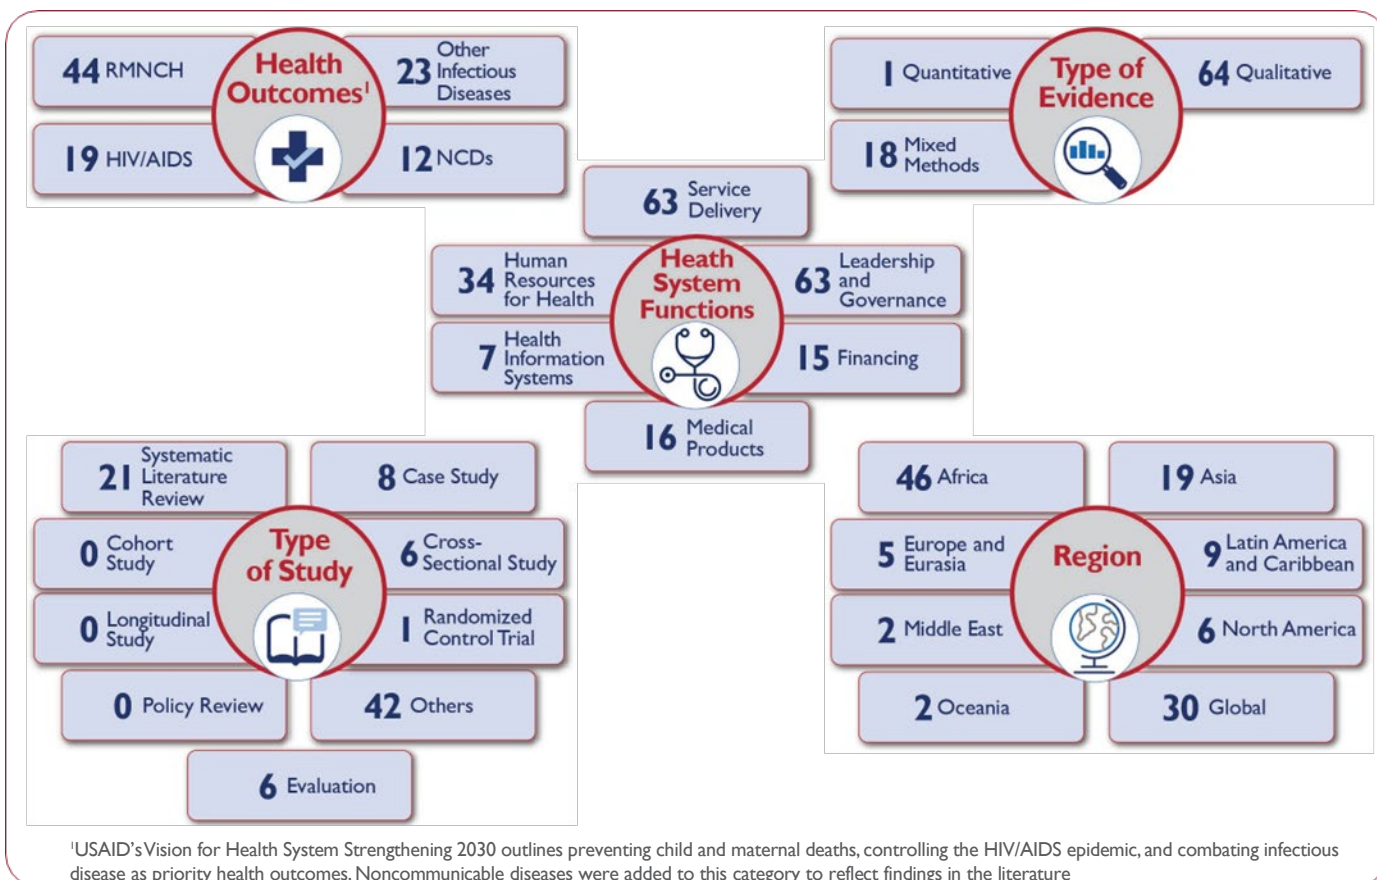 44 RMNCH
Health
Outcomes¹
23 Other
Infectious
Diseases
19 HIV/AIDS
12 NCDs
1 Quantitative
Type of
Evidence
64 Qualitative
18 Mixed
Methods
63 Service
Delivery
34 Human
Resources
for Health
Heath
System
Functions
63 Leadership
and
Governance
7 Health
Information
Systems
15 Financing
16 Medical
Products
21 Systematic
Literature
Review
8 Case Study
0 Cohort
Study
Type
of Study
6 Cross-
Sectional Study
0 Longitudinal
Study
1 Randomized
Control Trial
0 Policy Review
42 Others
6 Evaluation
46 Africa
19 Asia
5 Europe and
Eurasia
Region
9 Latin America
and Caribbean
2 Middle East
6 North America
2 Oceania
30 Global
¹USAID's Vision for Health System Strengthening 2030 outlines preventing child and maternal deaths, controlling the HIV/AIDS epidemic, and combating infectious
disease as priority health outcomes. Noncommunicable diseases were added to this category to reflect findings in the literature